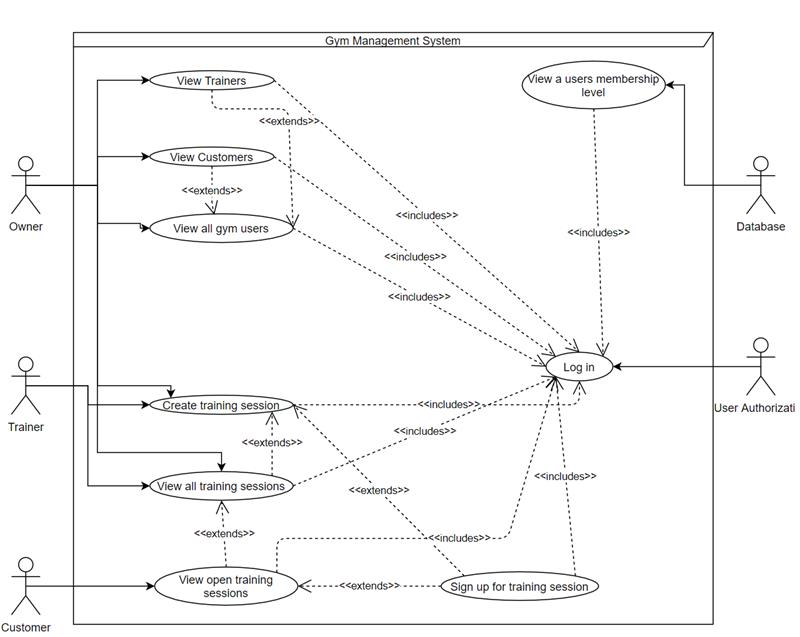 Gym Management System
View Trainers
View a users membership
level
<<extends>>
View Customers
<<extends>>
<<includes>>
Owner
View all gym users
Database
<<includes>>
<<includes>>
<<includes>>
Log in
Create training session
<<includes>>
User Authorizati
Trainer
<<includes>>
<<extends>>
View all training sessions
<<extends>>
<<includes>>
<<extends>>
<<includes>>
View open training
sessions
<<extends>>
Sign up for training session
Customer